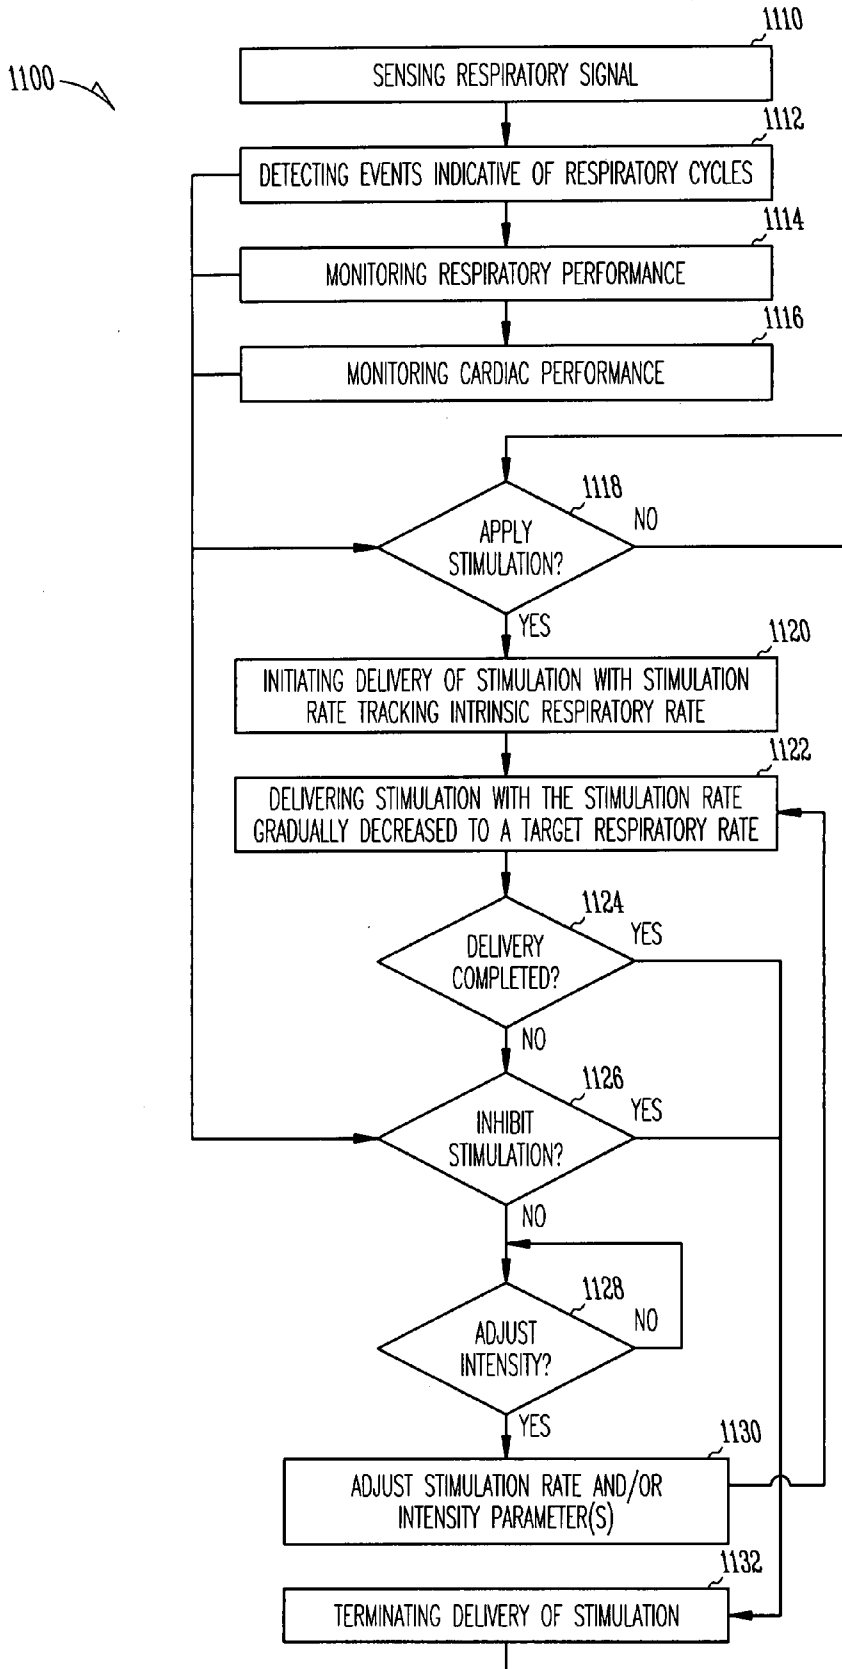 1100
1110
SENSING RESPIRATORY SIGNAL
1112
DETECTING EVENTS INDICATIVE OF RESPIRATORY CYCLES
1114
MONITORING RESPIRATORY PERFORMANCE
1116
MONITORING CARDIAC PERFORMANCE
1118
APPLY
STIMULATION?
NO
YES
1120
INITIATING DELIVERY OF STIMULATION WITH STIMULATION
RATE TRACKING INTRINSIC RESPIRATORY RATE
1122
DELIVERING STIMULATION WITH THE STIMULATION RATE
GRADUALLY DECREASED TO A TARGET RESPIRATORY RATE
1124
DELIVERY
COMPLETED?
YES
NO
1126
INHIBIT
STIMULATION?
YES
NO
1128
ADJUST
INTENSITY?
NO
YES
1130
ADJUST STIMULATION RATE AND/OR
INTENSITY PARAMETER(S)
1132
TERMINATING DELIVERY OF STIMULATION